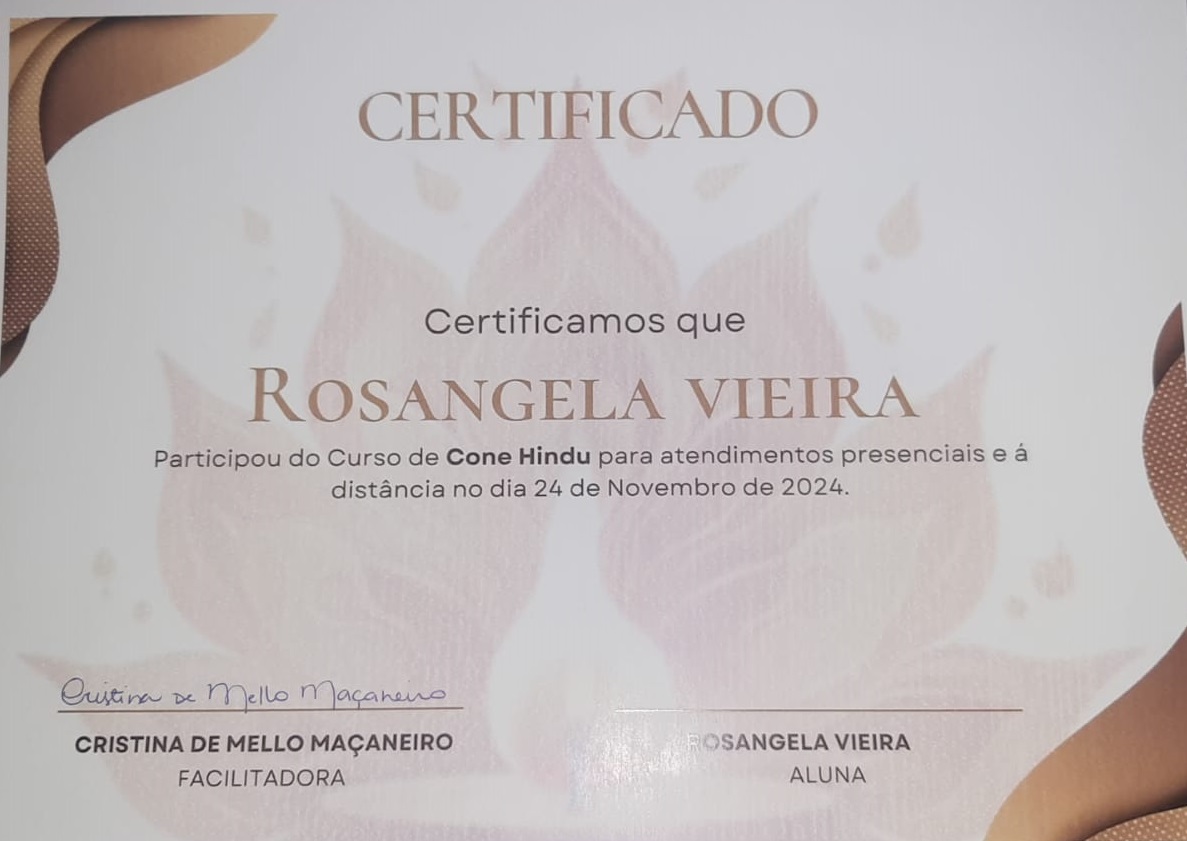 CERTIFICADO
Certificamos que
ROSANGELA VIEIRA
Participou do Curso de Cone Hindu para atendimentos presenciais e á
distância no dia 24 de Novembro de 2024.
Cristina de Mello Maçaneiro
CRISTINA DE MELLO MAÇANEIRO
FACILITADORA
ROSANGELA VIEIRA
ALUNA